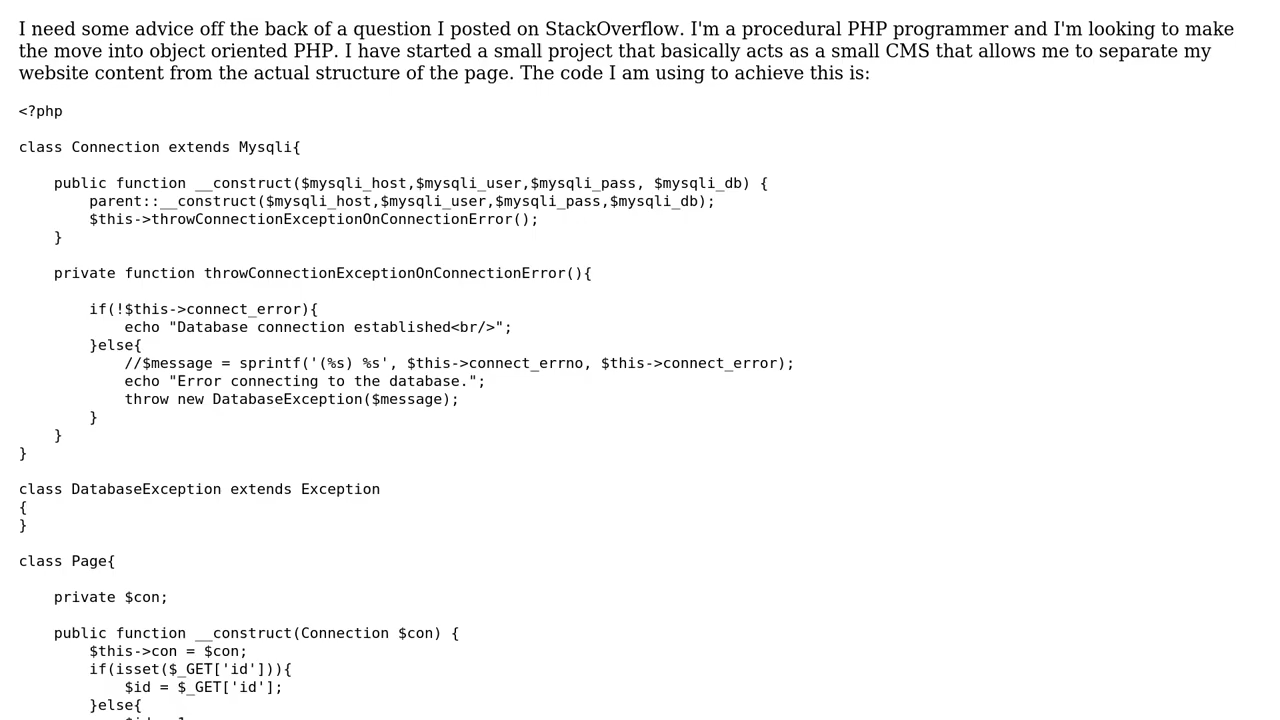 I need some advice off the back of a question I posted on StackOverflow. I'm a procedural PHP programmer and I'm looking to make
the move into object oriented PHP. I have started a small project that basically acts as a small CMS that allows me to separate my
website content from the actual structure of the page. The code I am using to achieve this is:
<?php
class Connection extends Mysqli{
    public function __construct($mysqli_host,$mysqli_user,$mysqli_pass, $mysqli_db) {
        parent::__construct($mysqli_host,$mysqli_user,$mysqli_pass,$mysqli_db);
        $this->throwConnectionExceptionOnConnectionError();
    }
    private function throwConnectionExceptionOnConnectionError(){
        if(!$this->connect_error){
            echo "Database connection established<br/>";
        }else{
            //$message = sprintf('(%s) %s', $this->connect_errno, $this->connect_error);
            echo "Error connecting to the database.";
            throw new DatabaseException($message);
        }
    }
}
class DatabaseException extends Exception
{
}
class Page{
    private $con;
    public function __construct(Connection $con) {
        $this->con = $con;
        if(isset($_GET['id'])){
            $id = $_GET['id'];
        }else{